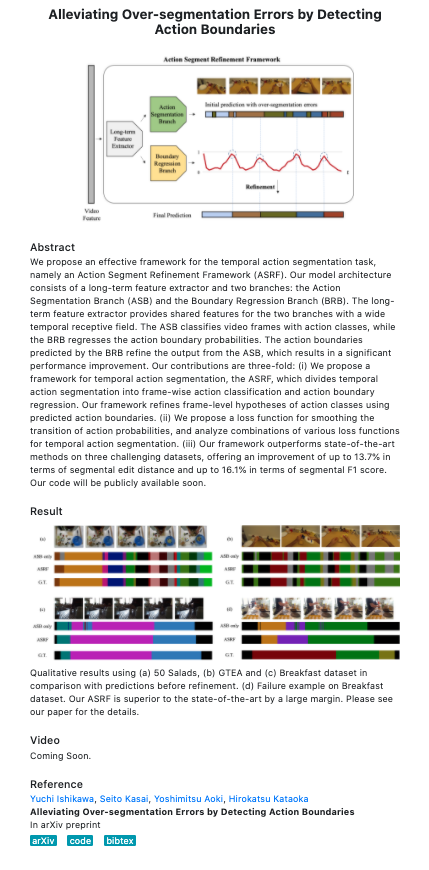 Alleviating Over-segmentation Errors by Detecting
Action Boundaries
Action Segment Refinement Framework
Action
Segmentation
Branch
Initial prediction with over-segmentation errors
Long-term
Feature
Extractor
Boundary
Regression
Branch
Refinement
Video
Feature
Final Prediction
Abstract
We propose an effective framework for the temporal action segmentation task,
namely an Action Segment Refinement Framework (ASRF). Our model architecture
consists of a long-term feature extractor and two branches: the Action
Segmentation Branch (ASB) and the Boundary Regression Branch (BRB). The long-
term feature extractor provides shared features for the two branches with a wide
temporal receptive field. The ASB classifies video frames with action classes, while
the BRB regresses the action boundary probabilities. The action boundaries
predicted by the BRB refine the output from the ASB, which results in a significant
performance improvement. Our contributions are three-fold: (i) We propose a
framework for temporal action segmentation, the ASRF, which divides temporal
action segmentation into frame-wise action classification and action boundary
regression. Our framework refines frame-level hypotheses of action classes using
predicted action boundaries. (ii) We propose a loss function for smoothing the
transition of action probabilities, and analyze combinations of various loss functions
for temporal action segmentation. (iii) Our framework outperforms state-of-the-art
methods on three challenging datasets, offering an improvement of up to 13.7% in
terms of segmental edit distance and up to 16.1% in terms of segmental F1 score.
Our code will be publicly available soon.
Result
(a) (b)
ASB only ASB only
ASRF ASRF
G.T. G.T.
(c) (d)
ASB only ASB only
ASRF ASRF
G.T. G.T.
Qualitative results using (a) 50 Salads, (b) GTEA and (c) Breakfast dataset in
comparison with predictions before refinement. (d) Failure example on Breakfast
dataset. Our ASRF is superior to the state-of-the-art by a large margin. Please see
our paper for the details.
Video
Coming Soon.
Reference
Yuchi Ishikawa, Seito Kasai, Yoshimitsu Aoki, Hirokatsu Kataoka
Alleviating Over-segmentation Errors by Detecting Action Boundaries
In arXiv preprint
arXiv code bibtex